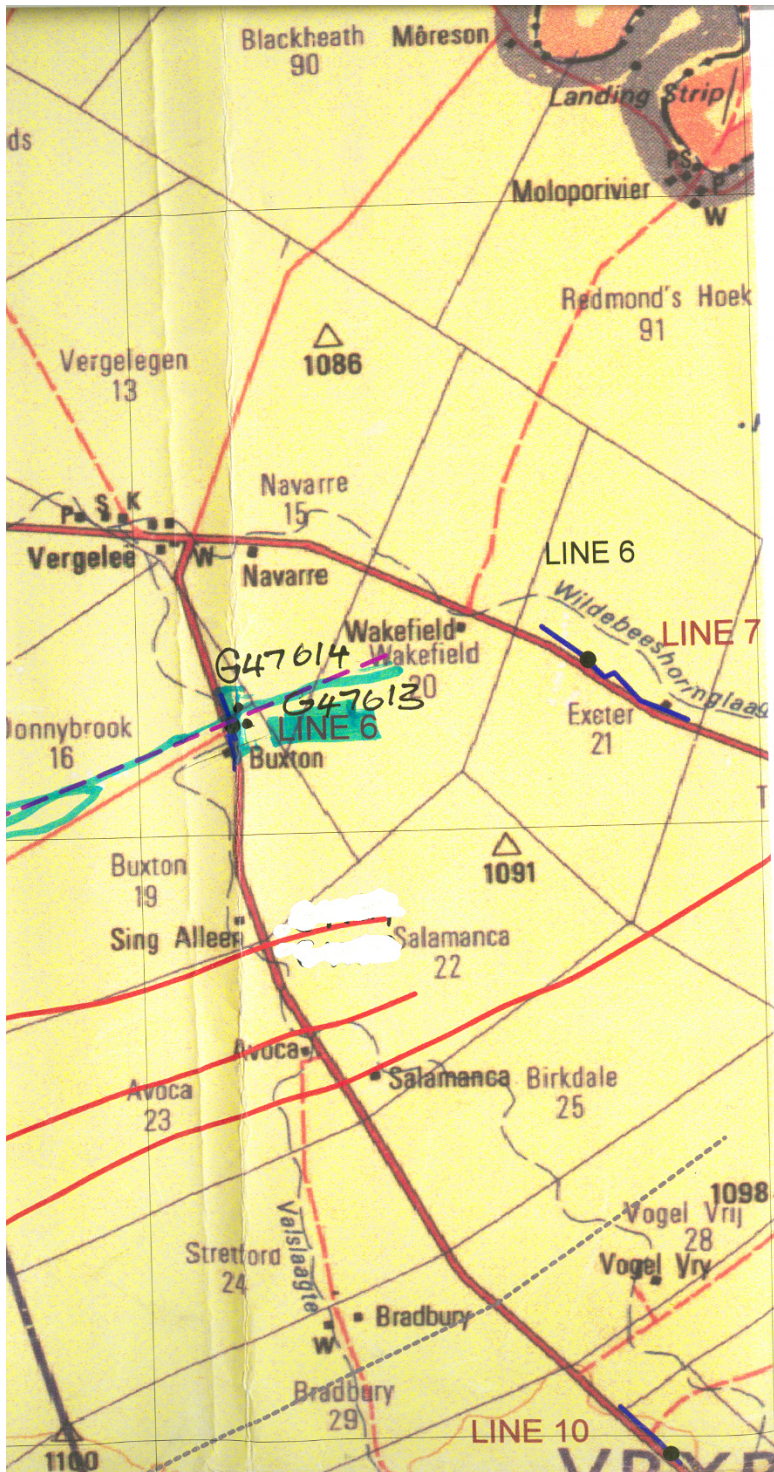 Blackheath
90
Môreson
Landing Strip
ds
PS
P
Moloporivier
W
Redmond's Hoek
91
1086
Vergelegen
13
Navarre
15
P S K
Vergelee
W
Navarre
LINE 6
Wildebeeshornglaag
Wakefield
LINE 7
G47614
Wakefield
20
G47613
Donnybrook
16
LINE 6
Exeter
21
Buxton
T
1091
Buxton
19
Sing Alleen
Salamanca
22
Avoca
Salamanca
Birkdale
25
Avoca
23
1098
Valslaagte
Vogel Vrij
28
Stretford
24
Vogel Vry
Bradbury
W
Bradbury
29
LINE 10
1100